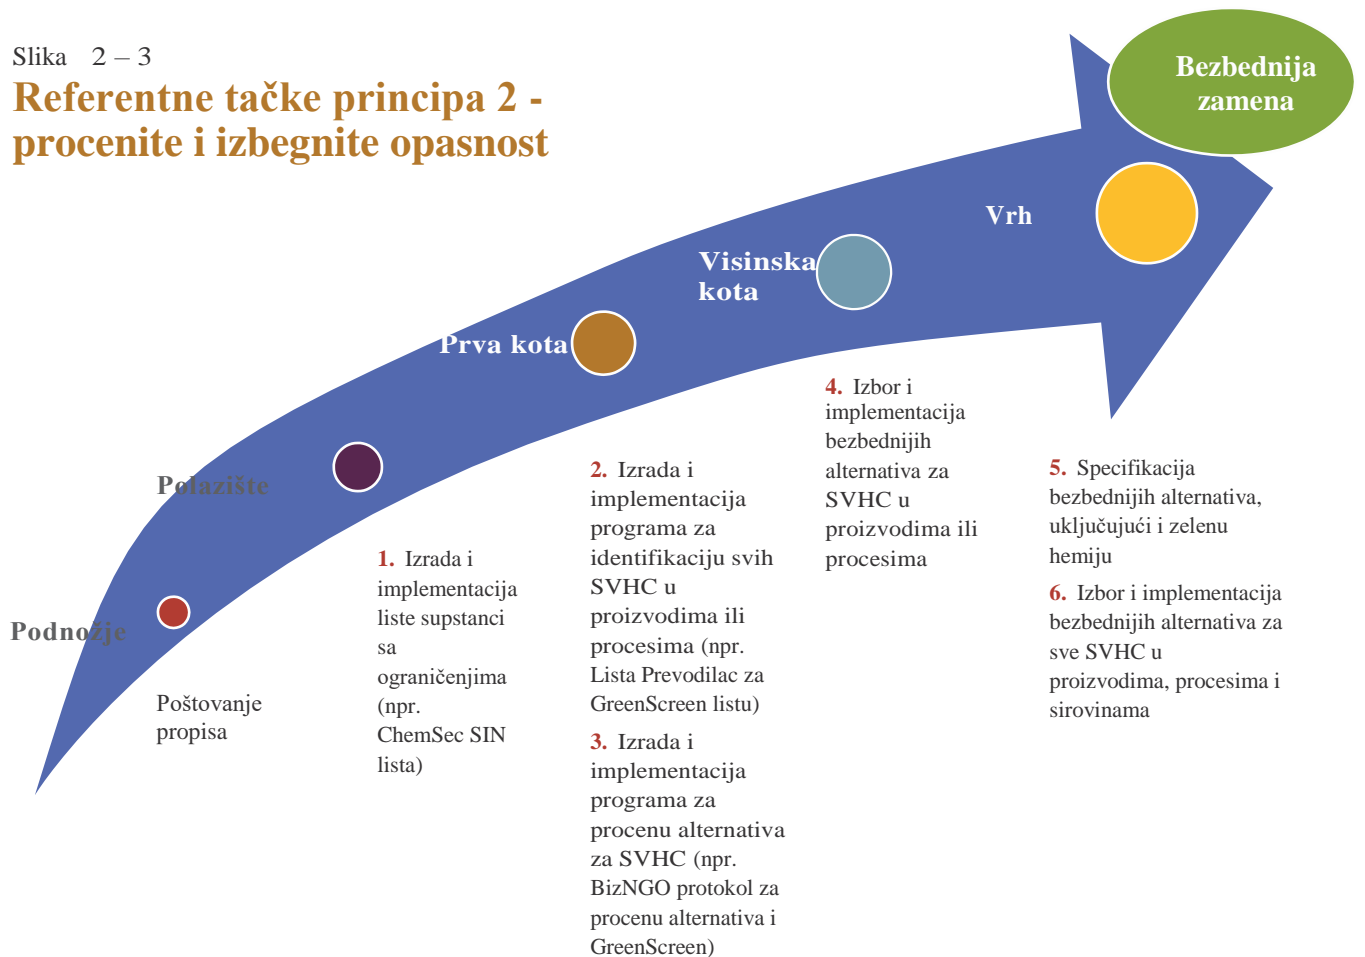 Slika 2 – 3
Referentne tačke principa 2 -
procenite i izbegnite opasnost
Bezbednija
zamena
Vrh
Visinska
kota
Prva kota
Polazište
Podnožje
Poštovanje
propisa
1. Izrada i
implementacija
liste supstanci
sa
ograničenjima
(npr.
ChemSec SIN
lista)
2. Izrada i
implementacija
programa za
identifikaciju svih
SVHC u
proizvodima ili
procesima (npr.
Lista Prevodilac za
GreenScreen listu)
3. Izrada i
implementacija
programa za
procenu alternativa
za SVHC (npr.
BizNGO protokol za
procenu alternativa i
GreenScreen)
4. Izbor i
implementacija
bezbednijih
alternativa za
SVHC u
proizvodima ili
procesima
5. Specifikacija
bezbednijih alternativa,
uključujući i zelenu
hemiju
6. Izbor i implementacija
bezbednijih alternativa za
sve SVHC u
proizvodima, procesima i
sirovinama